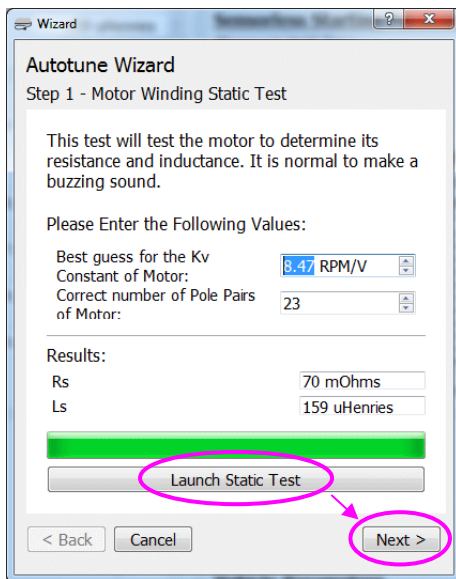 Wizard
Autotune Wizard
Step 1 - Motor Winding Static Test
This test will test the motor to determine its
resistance and inductance. It is normal to make a
buzzing sound.
Please Enter the Following Values:
Best guess for the Kv
Constant of Motor:
8.47 RPM/V
Correct number of Pole Pairs
of Motor:
23
Results:
Rs
70 mOhms
Ls
159 uHenries
Launch Static Test
< Back
Cancel
Next >